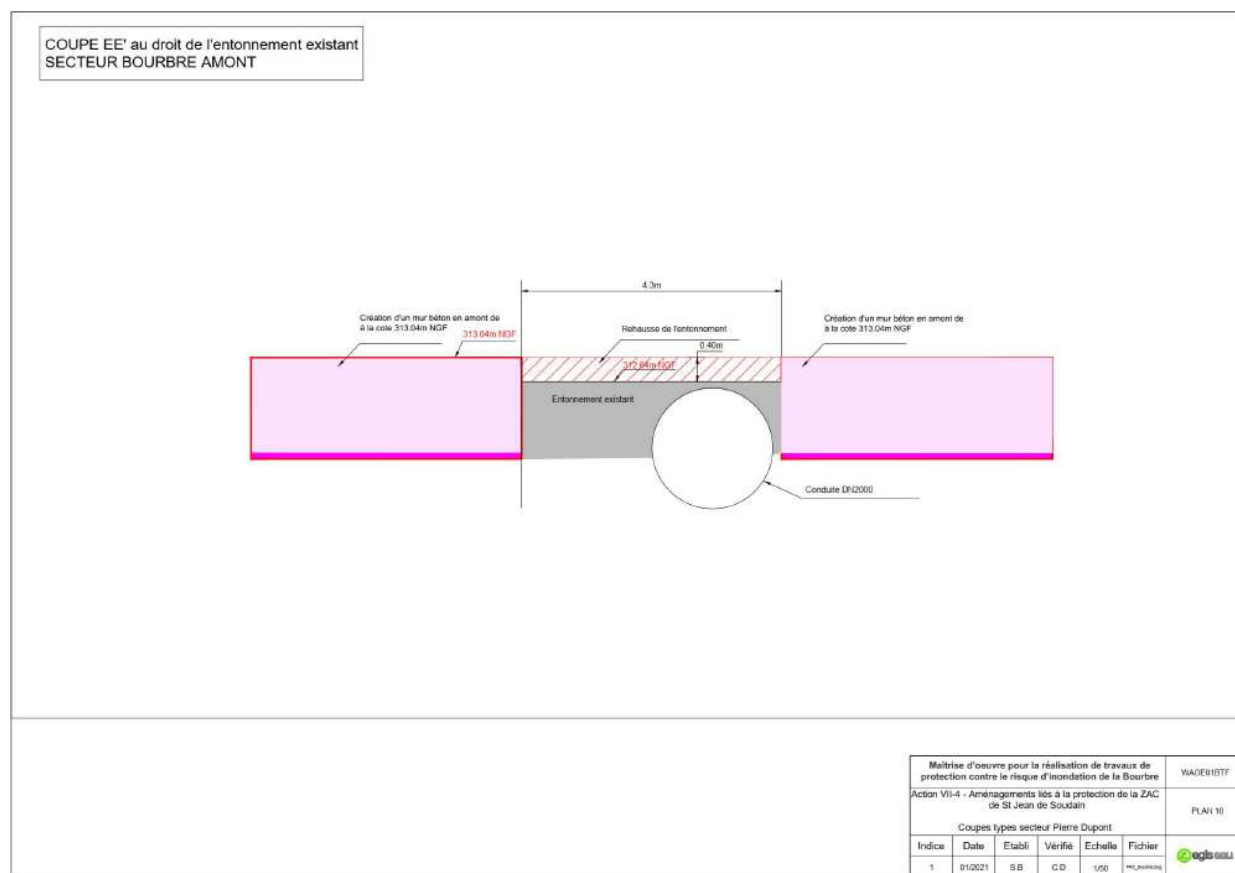 COUPE EE' au droit de l'entonnement existant
SECTEUR BOURBRE AMONT
4.3m
Création d'un mur béton en amont de
à la cote 313.04m NGF
313.04m NGF
Rehausse de l'entonnement
0.40m
Création d'un mur béton en amont de
à la cote 313.04m NGF
312.64m NGF
Entonnement existant
Conduite DN2000
Maîtrise d'oeuvre pour la réalisation de travaux de
protection contre le risque d'inondation de la Bourbre
WAOE01BTF
Action VII-4 - Aménagements liés à la protection de la ZAC
de St Jean de Soudain
PLAN 10
Coupes types secteur Pierre Dupont
Indice Date Etabli Vérifié Echelle Fichier
1 01/2021 S.B C.D 1/50
egis eau